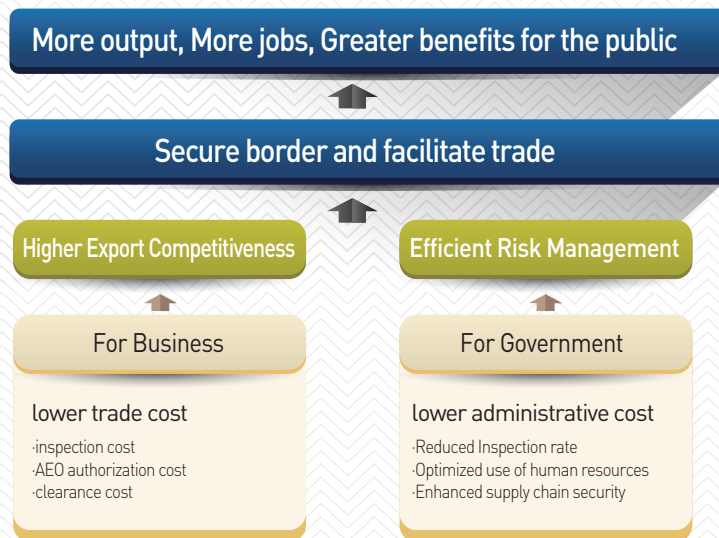 More output, More jobs, Greater benefits for the public
Secure border and facilitate trade
Higher Export Competitiveness
Efficient Risk Management
For Business
For Government
lower trade cost
·inspection cost
·AEO authorization cost
·clearance cost
lower administrative cost
·Reduced Inspection rate
·Optimized use of human resources
·Enhanced supply chain security